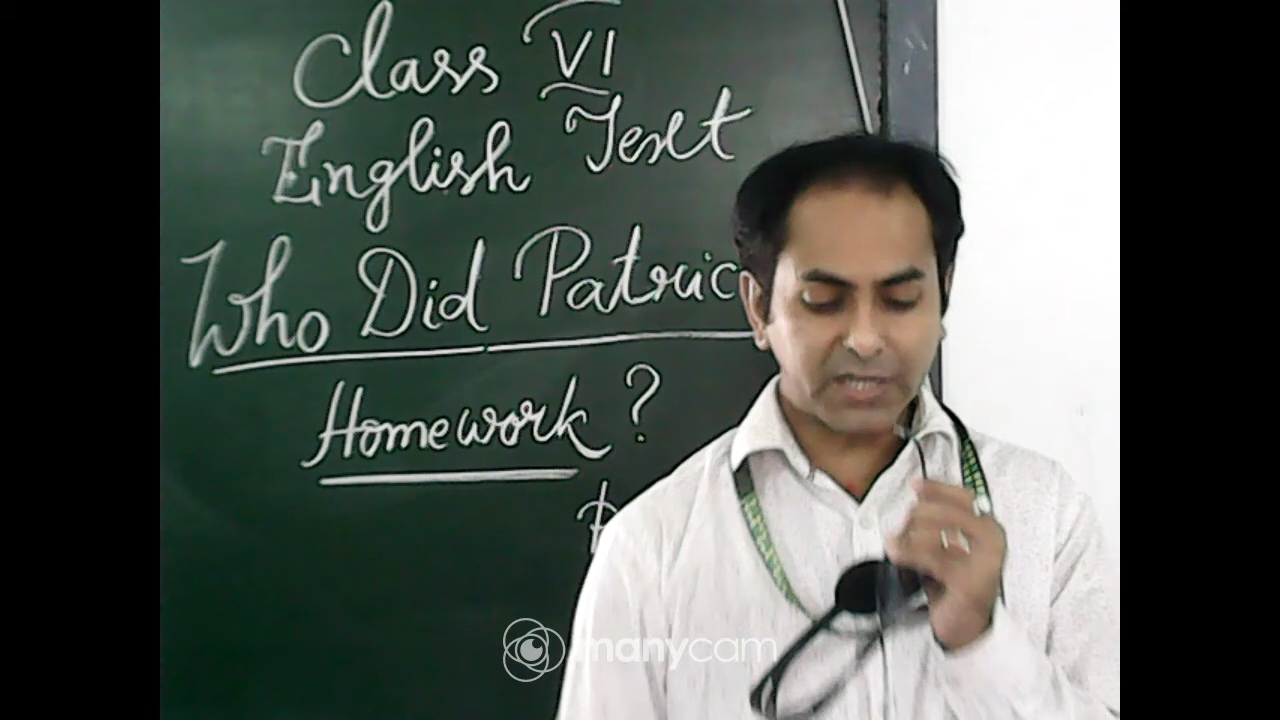 Class VI
English Text
Who Did Patric
Homework?
manycam